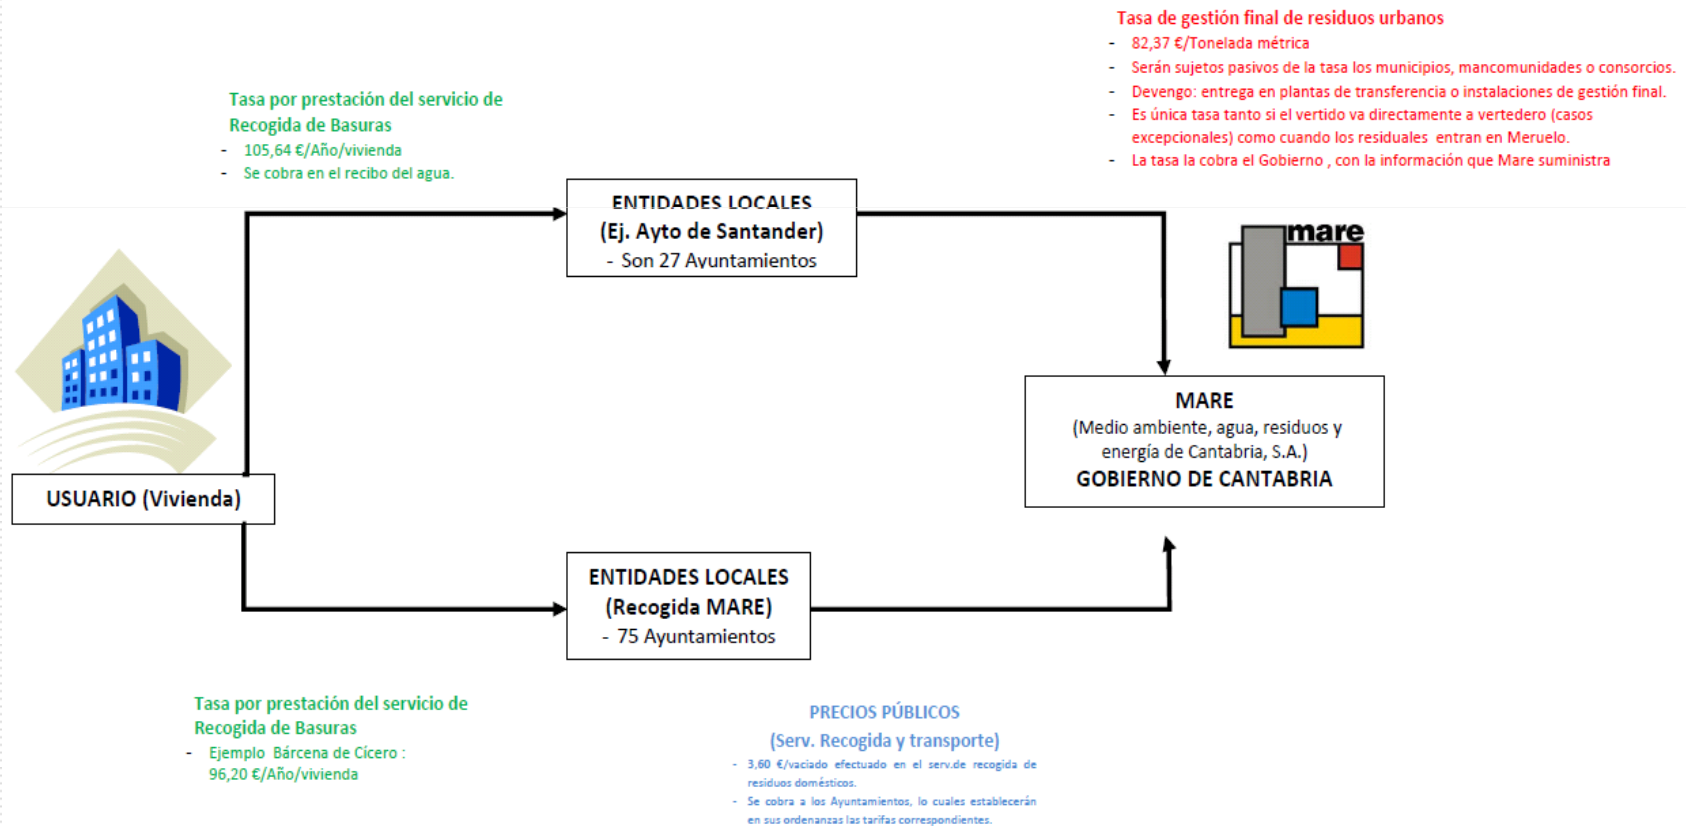 Tasa de gestión final de residuos urbanos
- 82,37 €/Tonelada métrica
- Serán sujetos pasivos de la tasa los municipios, mancomunidades o consorcios.
- Devengo: entrega en plantas de transferencia o instalaciones de gestión final.
- Es única tasa tanto si el vertido va directamente a vertedero (casos
excepcionales) como cuando los residuales entran en Meruelo.
- La tasa la cobra el Gobierno , con la información que Mare suministra
Tasa por prestación del servicio de
Recogida de Basuras
- 105,64 €/Año/vivienda
- Se cobra en el recibo del agua.
ENTIDADES LOCALES
(Ej. Ayto de Santander)
- Son 27 Ayuntamientos
mare
MARE
(Medio ambiente, agua, residuos y
energía de Cantabria, S.A.)
GOBIERNO DE CANTABRIA
USUARIO (Vivienda)
ENTIDADES LOCALES
(Recogida MARE)
- 75 Ayuntamientos
Tasa por prestación del servicio de
Recogida de Basuras
- Ejemplo Bárcena de Cícero :
96,20 €/Año/vivienda
PRECIOS PÚBLICOS
(Serv. Recogida y transporte)
- 3,60 €/vaciado efectuado en el serv.de recogida de
residuos domésticos.
- Se cobra a los Ayuntamientos, lo cuales establecerán
en sus ordenanzas las tarifas correspondientes.